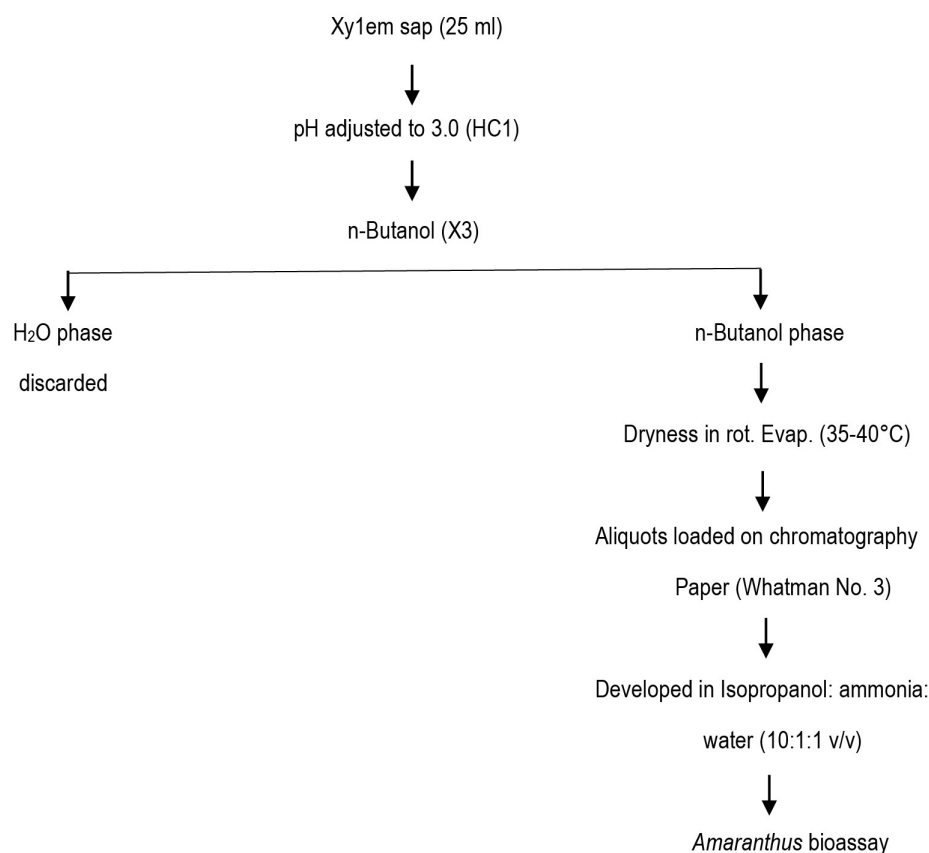 Xy1em sap (25 ml)
pH adjusted to 3.0 (HC1)
n-Butanol (X3)
H₂O phase
discarded
n-Butanol phase
Dryness in rot. Evap. (35-40°C)
Aliquots loaded on chromatography
Paper (Whatman No. 3)
Developed in Isopropanol: ammonia:
water (10:1:1 v/v)
Amaranthus bioassay